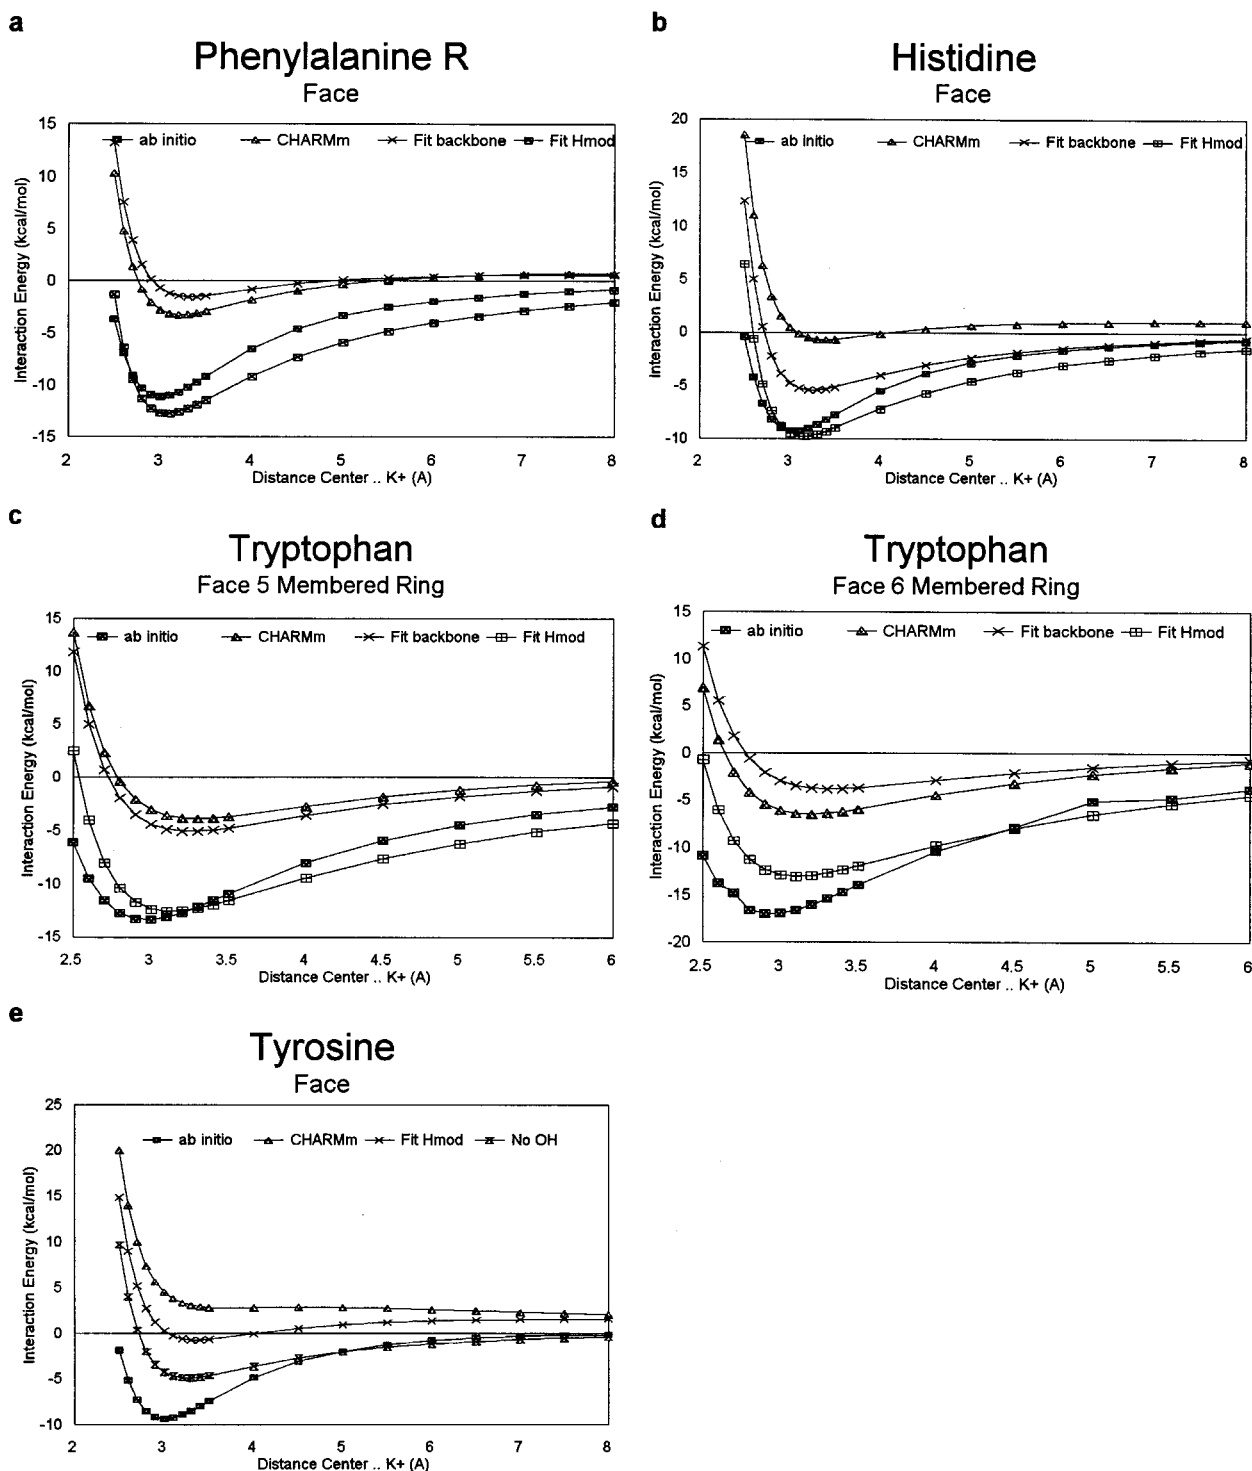 a
Phenylalanine R
Face
ab initio CHARMm Fit backbone Fit Hmod
Interaction Energy (kcal/mol)
15
10
5
0
-5
-10
-15
2 3 4 5 6 7 8
Distance Center .. K+ (A)
b
Histidine
Face
ab initio CHARMm Fit backbone Fit Hmod
Interaction Energy (kcal/mol)
20
15
10
5
0
-5
-10
2 3 4 5 6 7 8
Distance Center .. K+ (A)
c
Tryptophan
Face 5 Membered Ring
ab initio CHARMm Fit backbone Fit Hmod
Interaction Energy (kcal/mol)
15
10
5
0
-5
-10
-15
2.5 3 3.5 4 4.5 5 5.5 6
Distance Center .. K+ (A)
d
Tryptophan
Face 6 Membered Ring
ab initio CHARMm Fit backbone Fit Hmod
Interaction Energy (kcal/mol)
15
10
5
0
-5
-10
-15
-20
2.5 3 3.5 4 4.5 5 5.5 6
Distance Center .. K+ (A)
e
Tyrosine
Face
ab initio CHARMm Fit Hmod No OH
Interaction Energy (kcal/mol)
25
20
15
10
5
0
-5
-10
2 3 4 5 6 7 8
Distance Center .. K+ (A)